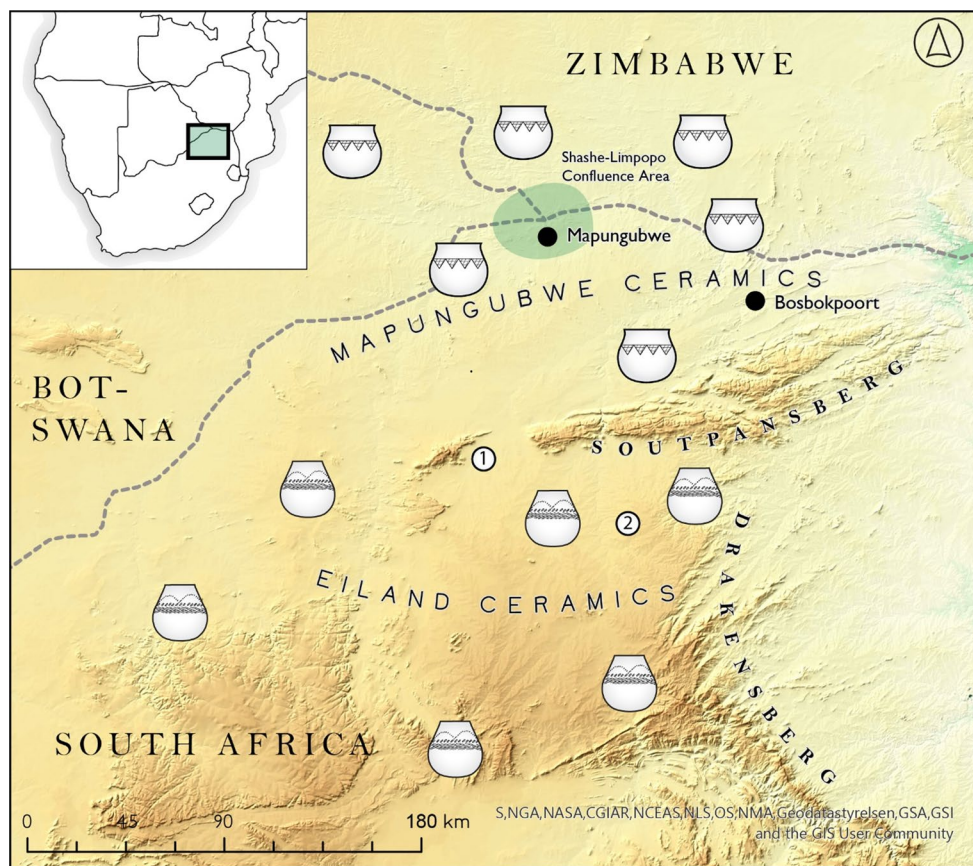 ZIMBABWE
Shashe-Limpopo
Confluence Area
Mapungubwe
MAPUNGUBWE CERAMICS
Bosbokpoort
BOT-
SWANA
SOUTPANSBERG
1
2
DRAKENSBERG
EILAND CERAMICS
SOUTH AFRICA
S,NGA,NASA,CGIAR,NCEAS,NLS,OS,NMA,Geodatastyrelsen,GSA,GSI
and the GIS User Community
0 45 90 180 km